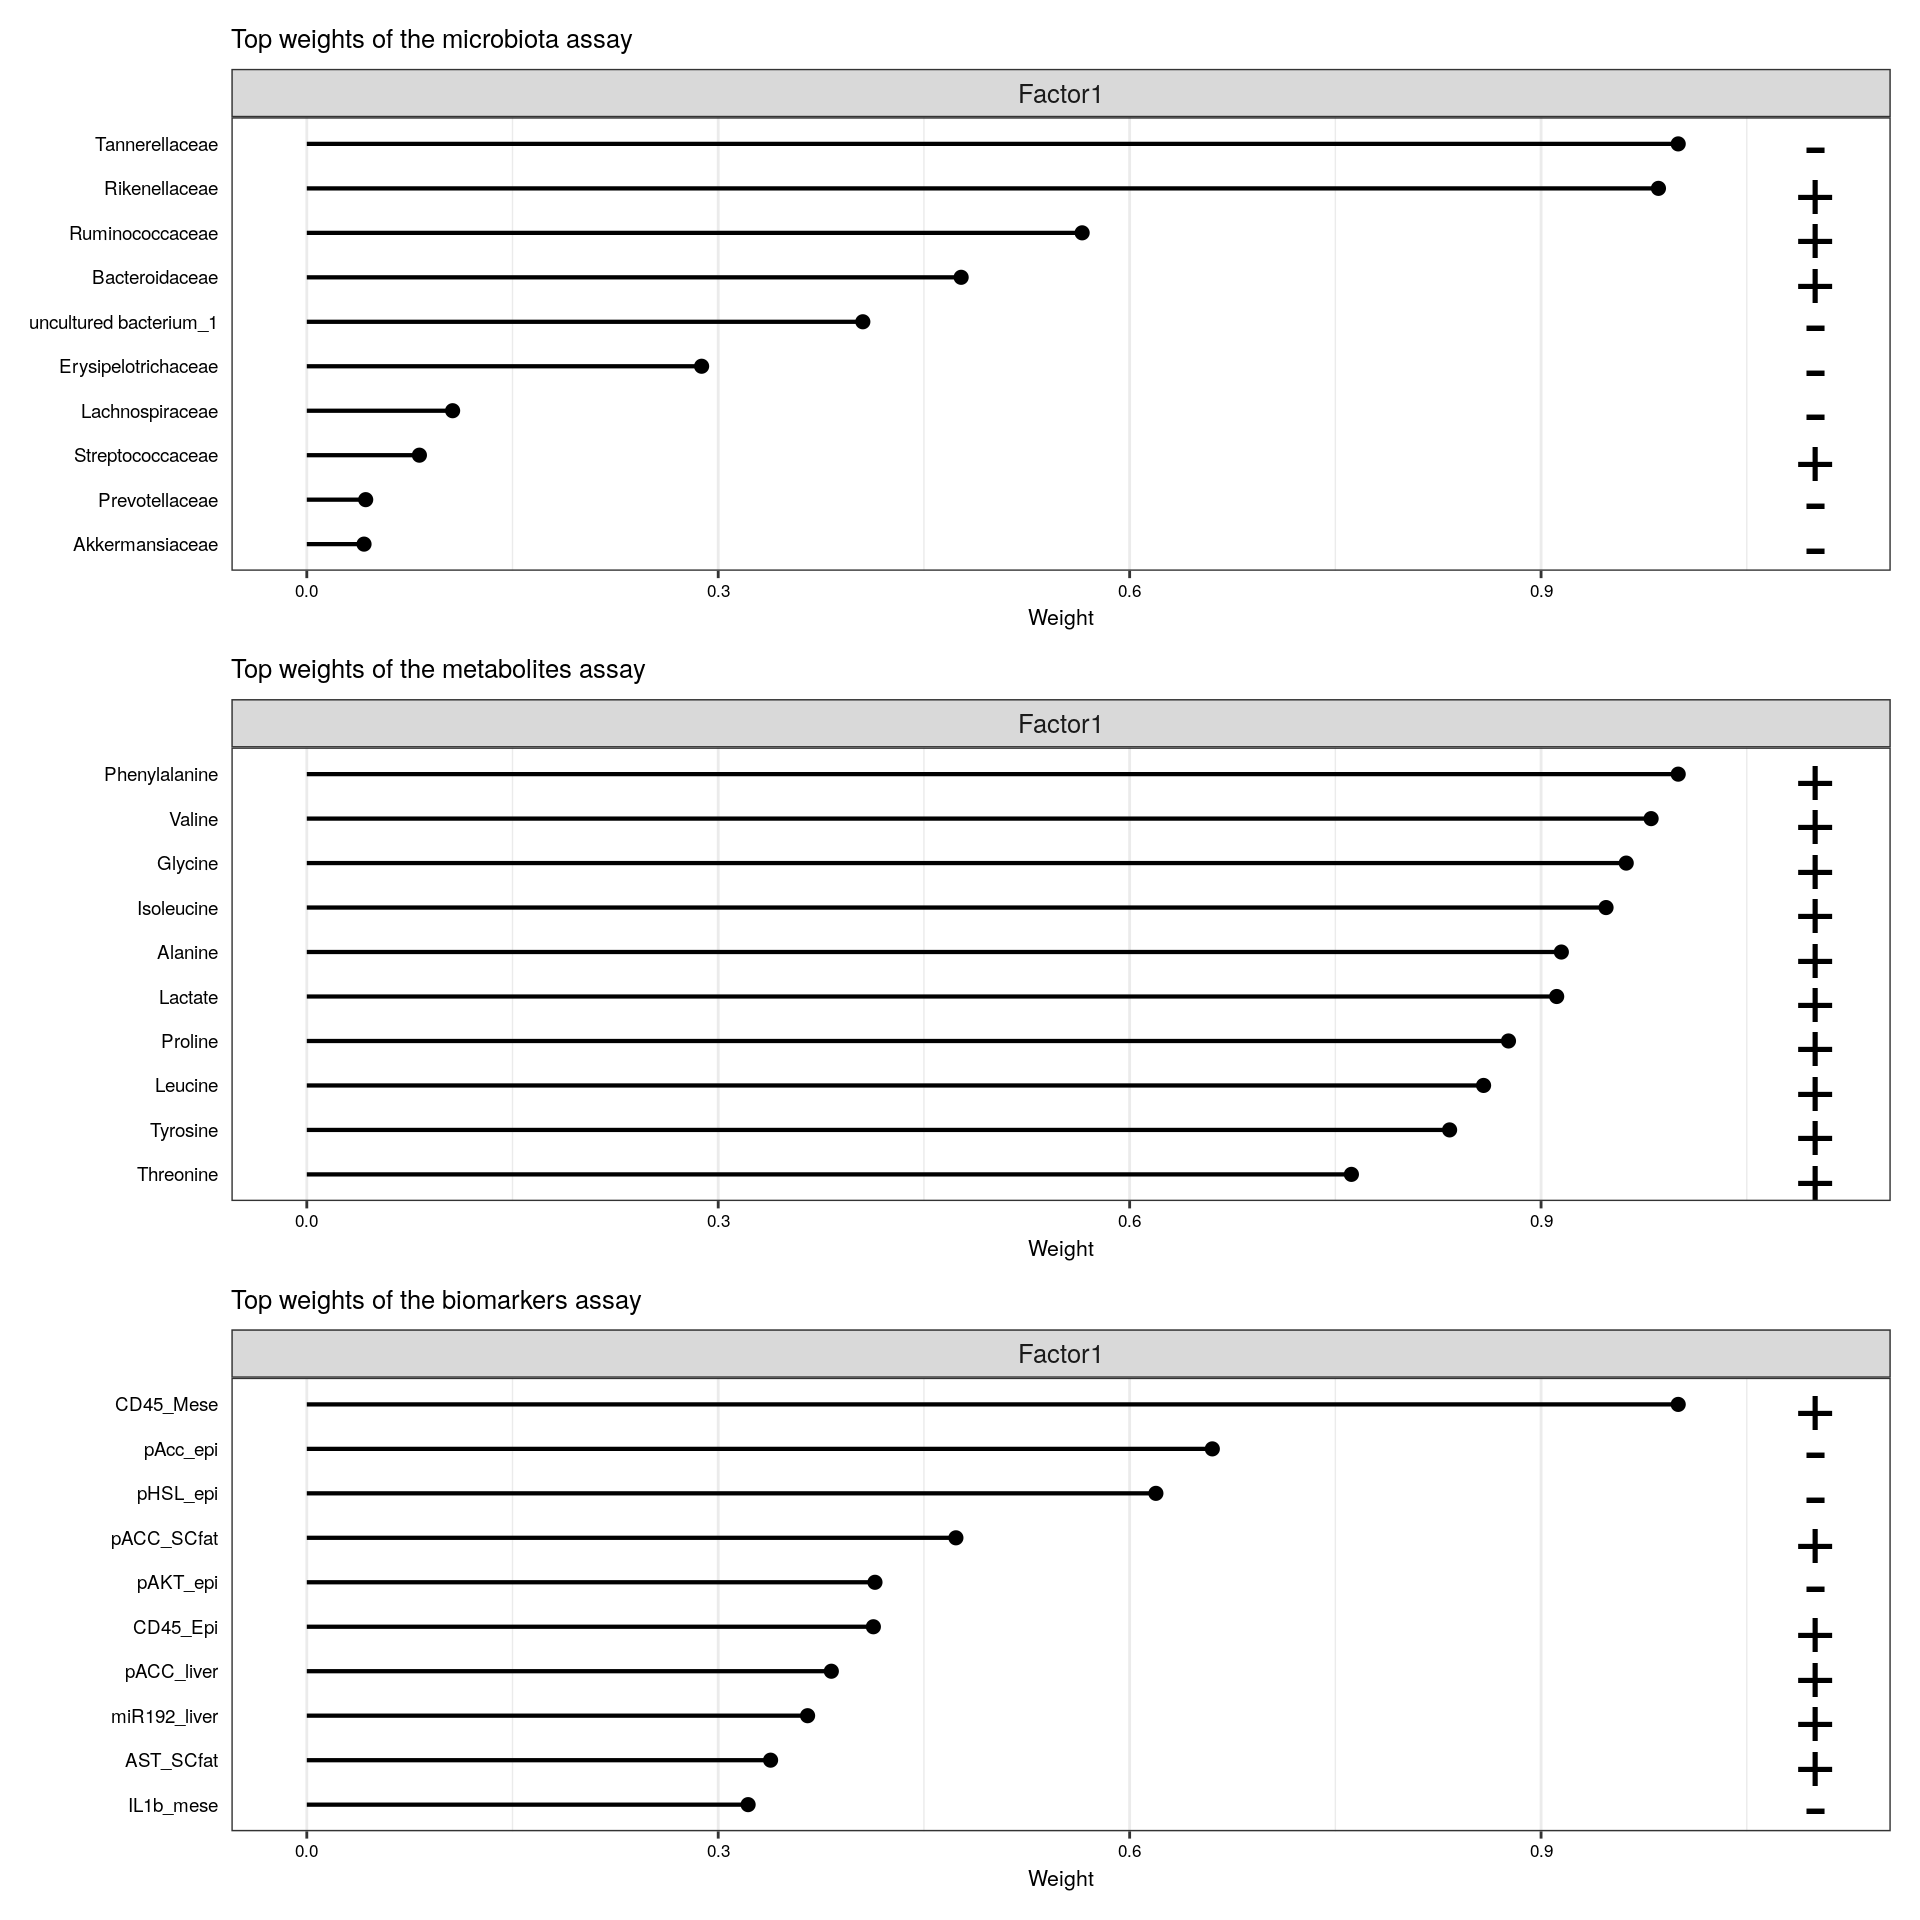 Top weights of the microbiota assay
Factor1
Tannerellaceae -
Rikenellaceae +
Ruminococcaceae +
Bacteroidaceae +
uncultured bacterium_1 -
Erysipelotrichaceae -
Lachnospiraceae -
Streptococcaceae +
Prevotellaceae -
Akkermansiaceae -
0.0 0.3 0.6 0.9
Weight
Top weights of the metabolites assay
Factor1
Phenylalanine +
Valine +
Glycine +
Isoleucine +
Alanine +
Lactate +
Proline +
Leucine +
Tyrosine +
Threonine +
0.0 0.3 0.6 0.9
Weight
Top weights of the biomarkers assay
Factor1
CD45_Mese +
pAcc_epi -
pHSL_epi -
pACC_SCfat +
pAKT_epi -
CD45_Epi +
pACC_liver +
miR192_liver +
AST_SCfat +
IL1b_mese -
0.0 0.3 0.6 0.9
Weight